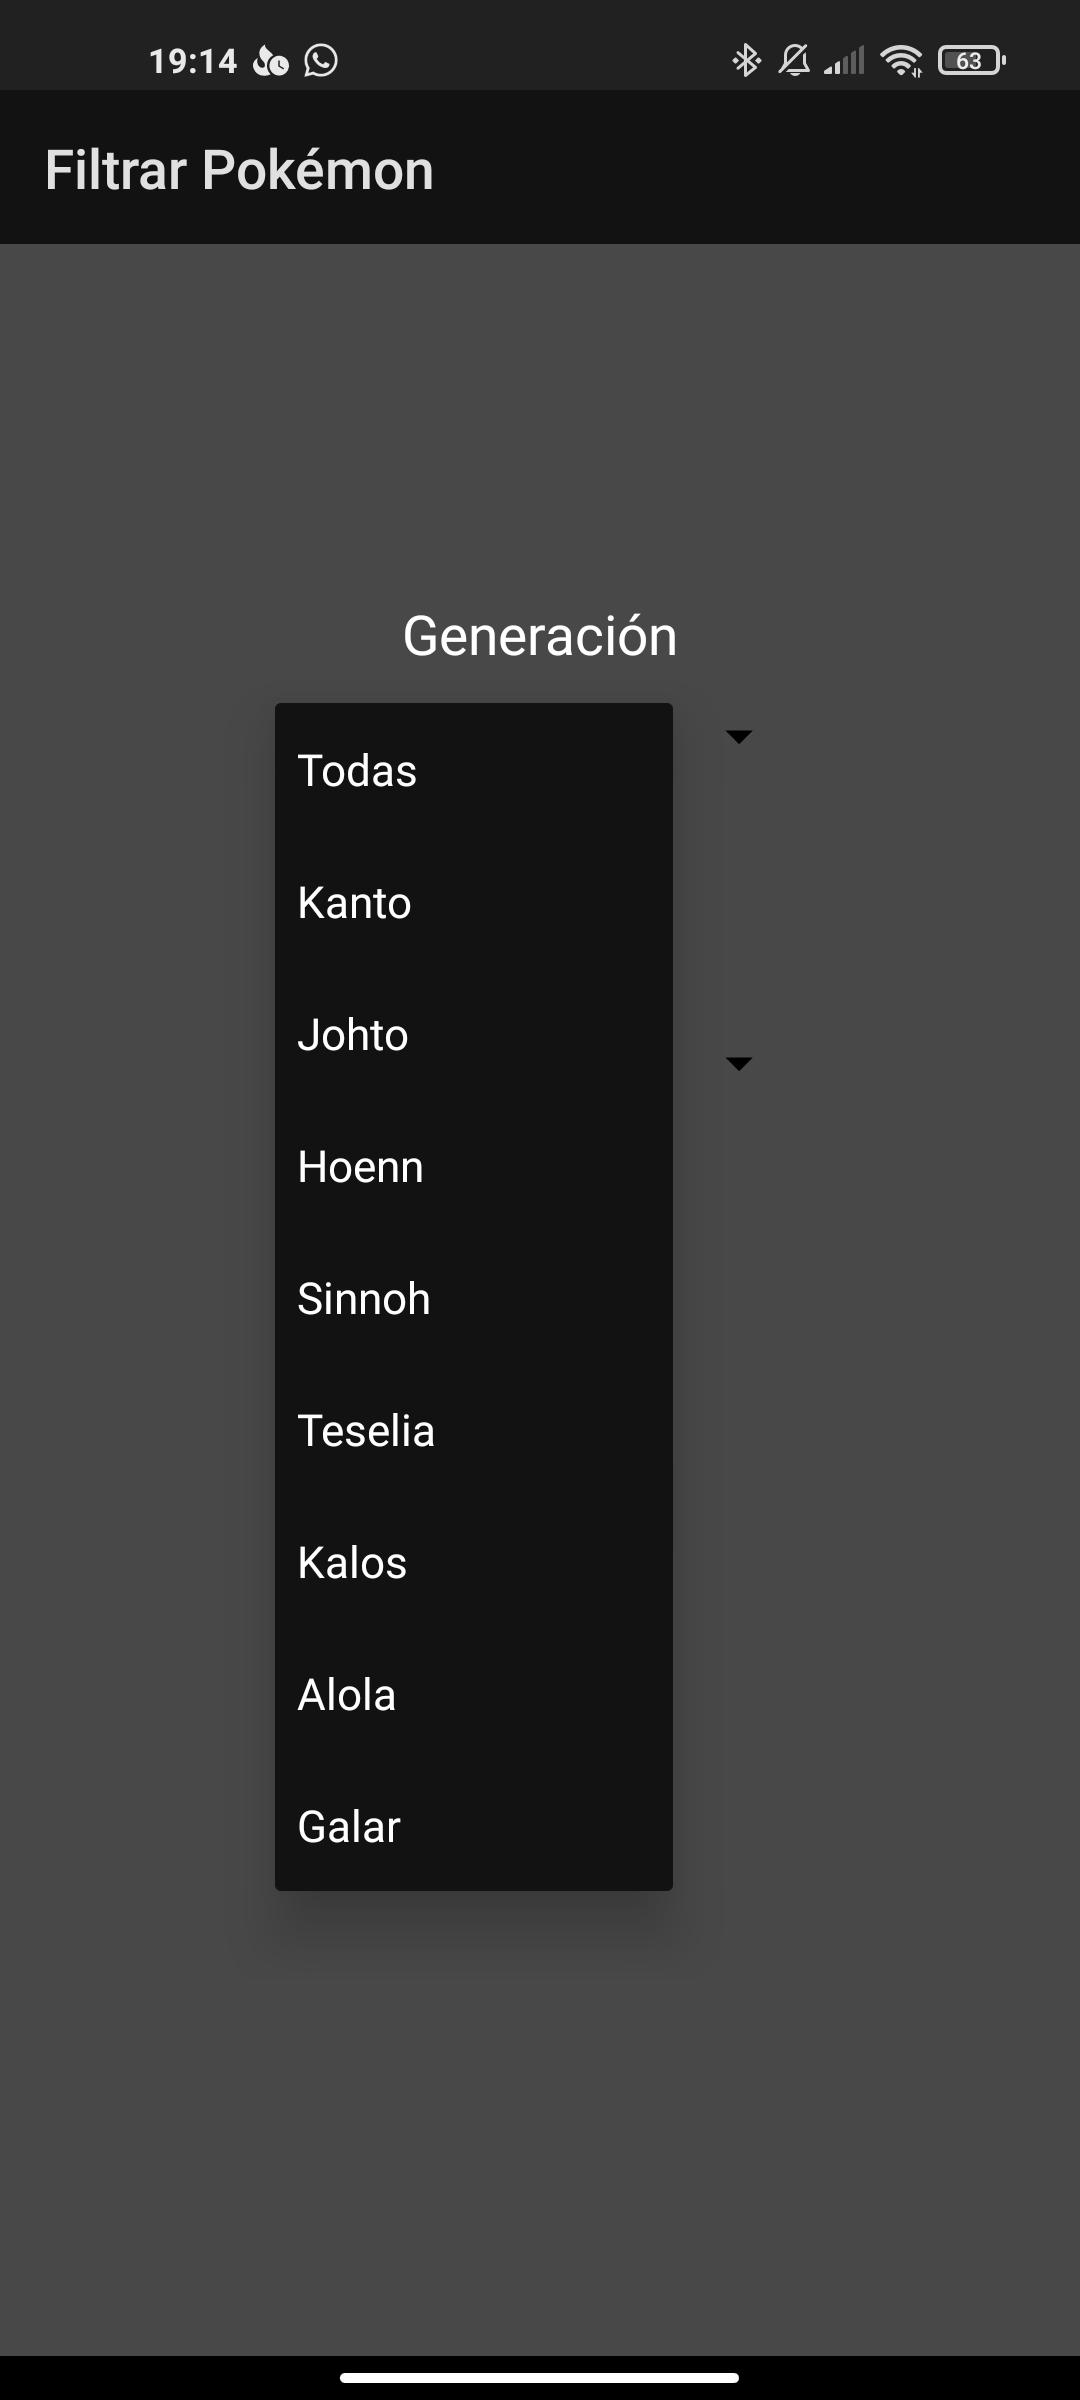 19:14
63
Filtrar Pokémon
Generación
Todas
Kanto
Johto
Hoenn
Sinnoh
Teselia
Kalos
Alola
Galar